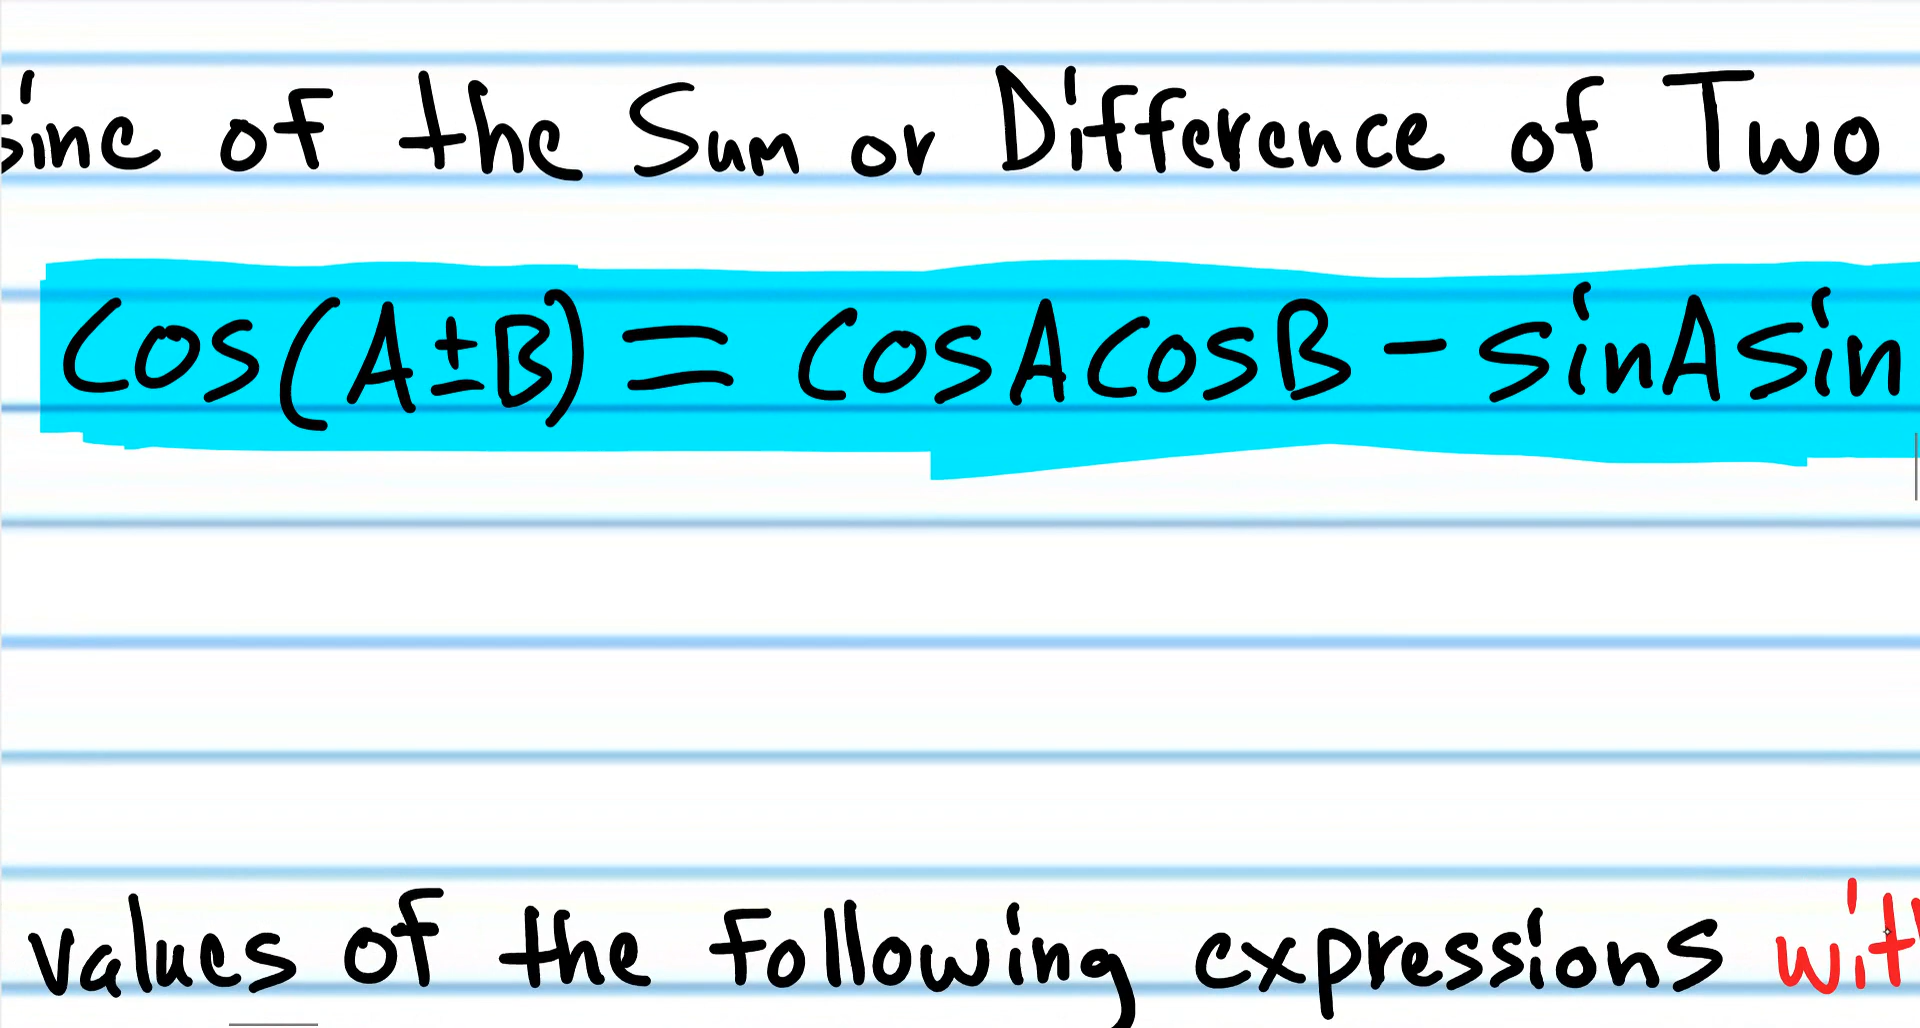 sine of the Sum or Difference of Two
Cos(A±B) = CosACosB - sinAsin
values of the following expressions wit